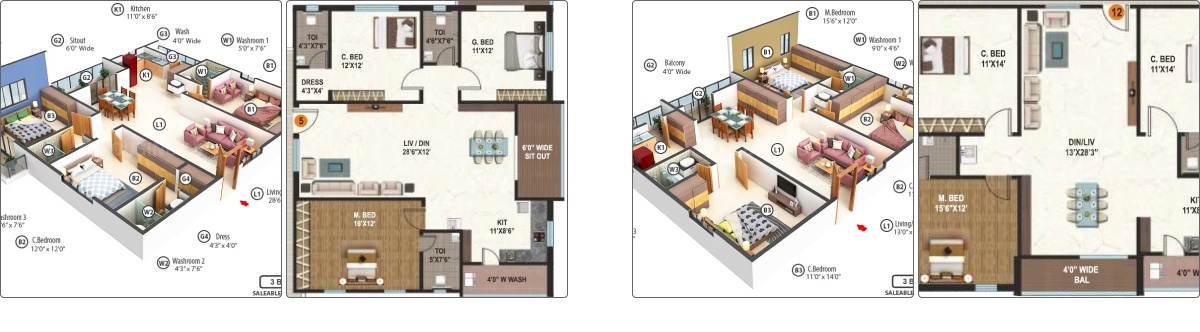 K1
Kitchen
11'0" x 8'6"
G3
Wash
4'0" Wide
G2
Sitout
6'0" Wide
W1
Washroom 1
5'0" x 7'6"
B1
G3
K1
G2
W1
B1
B3
L1
W3
B2
G4
W2
L1
Living
28'6
ashroom 3
'6" x 7'6"
B2
C.Bedroom
12'0" x 12'0"
G4
Dress
4'3" x 4'0"
W2
Washroom 2
4'3" x 7'6"
3 B
SALEABLE
TOI
4'3"X7'6"
C. BED
12'X12'
TOI
4'6"X7'6"
G. BED
11'X12'
DRESS
4'3"X4'
5
LIV / DIN
28'6"X12'
6'0" WIDE
SIT OUT
M. BED
16'X12'
KIT
11'X8'6"
TOI
5'X7'6"
4'0" W WASH
B1
M.Bedroom
15'6" x 12'0"
W1
Washroom 1
9'0" x 4'6"
G2
Balcony
4'0" Wide
W2
B1
W1
G2
B2
L1
K1
W3
B3
B2
C.
11
L1
Living/
13'0" x
3
B3
C.Bedroom
11'0" x 14'0"
3 B
SALEABLE
12
C. BED
11'X14'
C. BED
11'X14'
DIN/LIV
13'X28'3"
M. BED
15'6"X12'
KI
11'X8
4'0" WIDE
BAL
4'0" W